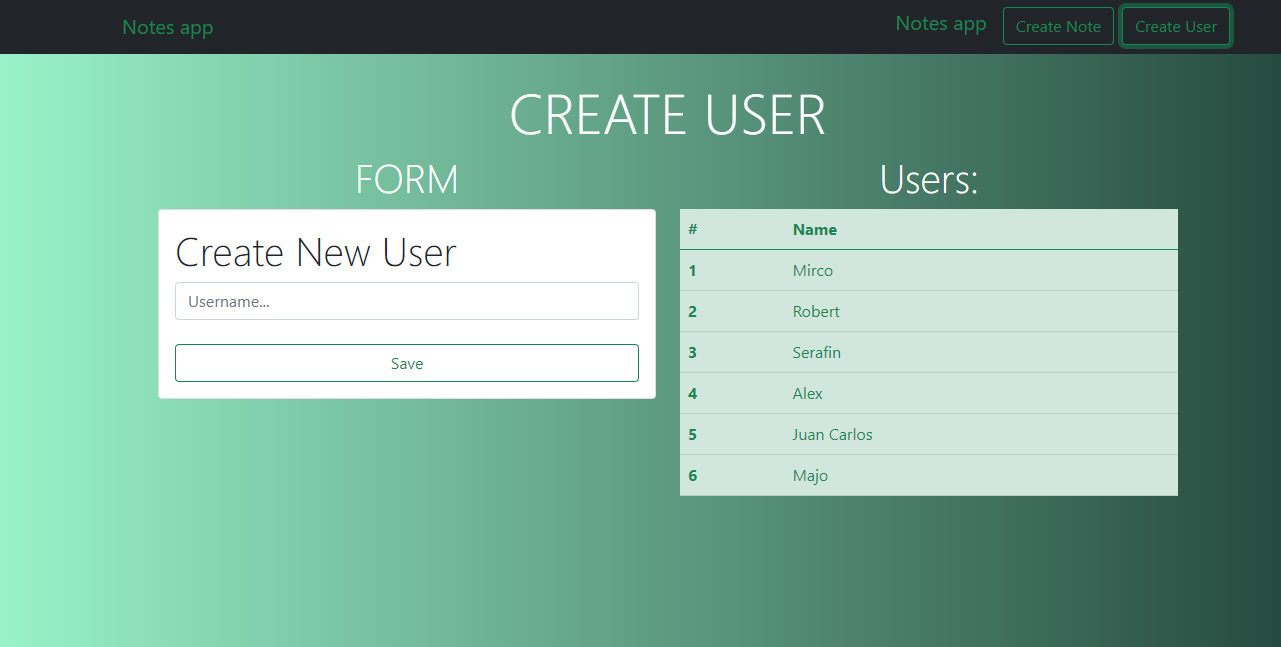 Notes app
Notes app
Create Note
Create User
CREATE USER
FORM
Create New User
Username...
Save
Users:
# Name
1 Mirco
2 Robert
3 Serafin
4 Alex
5 Juan Carlos
6 Majo